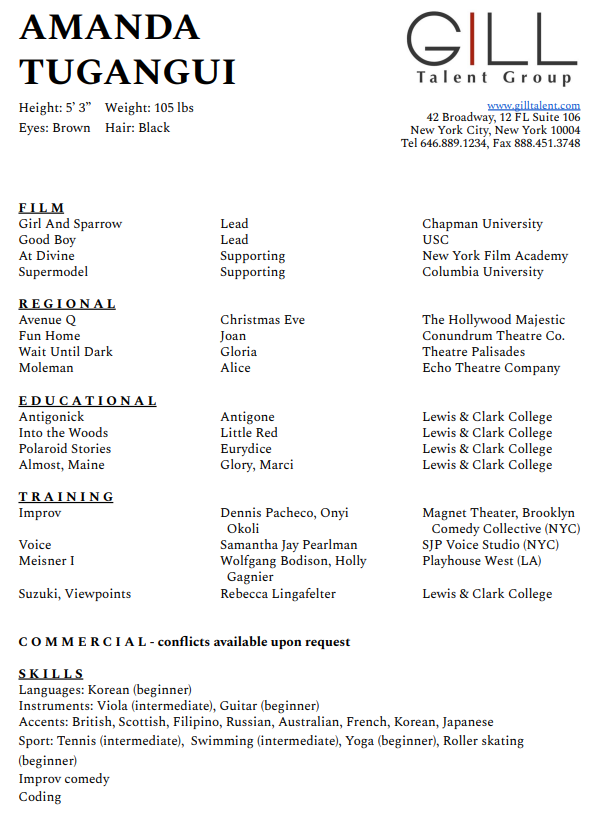 AMANDA
TUGANGUI
GILL
Talent Group
Height: 5’ 3” Weight: 105 lbs
Eyes: Brown Hair: Black
www.gilltalent.com
42 Broadway, 12 FL Suite 106
New York City, New York 10004
Tel 646.889.1234, Fax 888.451.3748
FILM
Girl And Sparrow Lead Chapman University
Good Boy Lead USC
At Divine Supporting New York Film Academy
Supermodel Supporting Columbia University
REGIONAL
Avenue Q Christmas Eve The Hollywood Majestic
Fun Home Joan Conundrum Theatre Co.
Wait Until Dark Gloria Theatre Palisades
Moleman Alice Echo Theatre Company
EDUCATIONAL
Antigonick Antigone Lewis & Clark College
Into the Woods Little Red Lewis & Clark College
Polaroid Stories Eurydice Lewis & Clark College
Almost, Maine Glory, Marci Lewis & Clark College
TRAINING
Improv Dennis Pacheco, Onyi Magnet Theater, Brooklyn
Okoli Comedy Collective (NYC)
Voice Samantha Jay Pearlman SJP Voice Studio (NYC)
Meisner I Wolfgang Bodison, Holly Playhouse West (LA)
Gagnier
Suzuki, Viewpoints Rebecca Lingafelter Lewis & Clark College
COMMERCIAL - conflicts available upon request
SKILLS
Languages: Korean (beginner)
Instruments: Viola (intermediate), Guitar (beginner)
Accents: British, Scottish, Filipino, Russian, Australian, French, Korean, Japanese
Sport: Tennis (intermediate), Swimming (intermediate), Yoga (beginner), Roller skating
(beginner)
Improv comedy
Coding